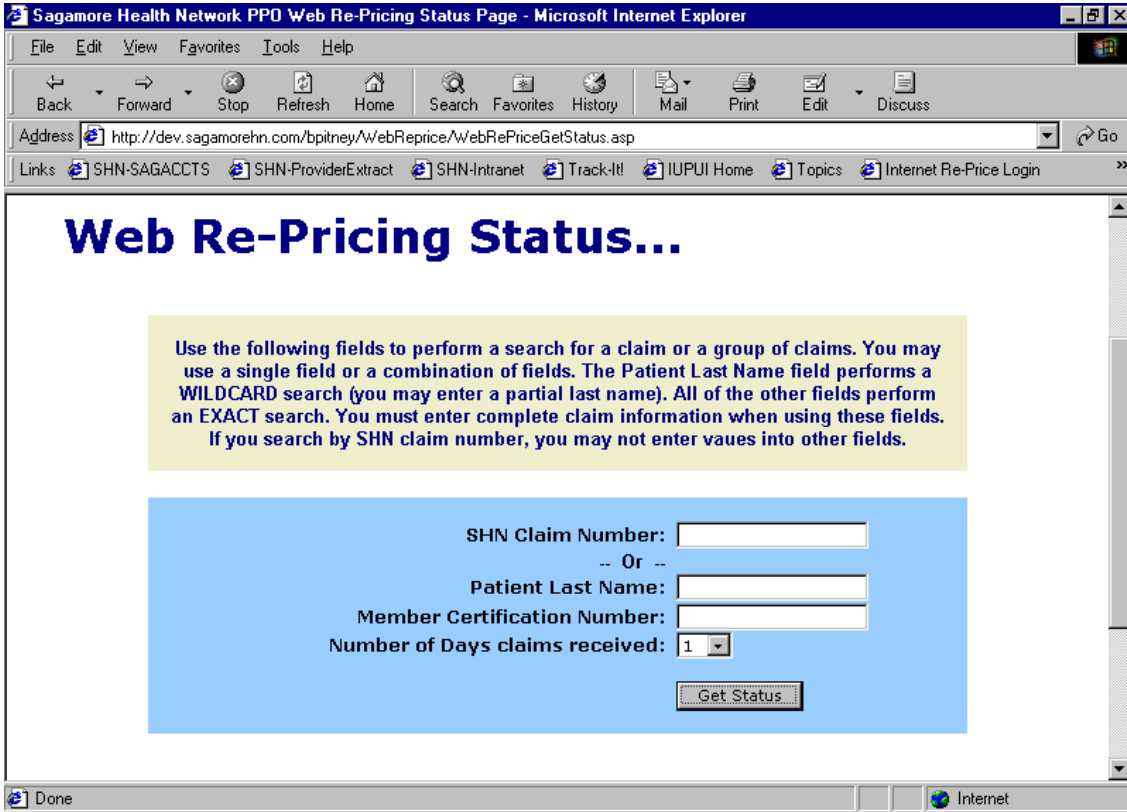 Sagamore Health Network PPO Web Re-Pricing Status Page - Microsoft Internet Explorer
File Edit View Favorites Tools Help
Back Forward Stop Refresh Home Search Favorites History Mail Print Edit Discuss
Address http://dev.sagamorehn.com/bpitney/WebReprice/WebRePriceGetStatus.asp Go
Links SHN-SAGACCTS SHN-ProviderExtract SHN-Intranet Track-It! IUPUI Home Topics Internet Re-Price Login »
Web Re-Pricing Status...
Use the following fields to perform a search for a claim or a group of claims. You may
use a single field or a combination of fields. The Patient Last Name field performs a
WILDCARD search (you may enter a partial last name). All of the other fields perform
an EXACT search. You must enter complete claim information when using these fields.
If you search by SHN claim number, you may not enter vaues into other fields.
SHN Claim Number:
-- Or --
Patient Last Name:
Member Certification Number:
Number of Days claims received: 1
Get Status
Done Internet